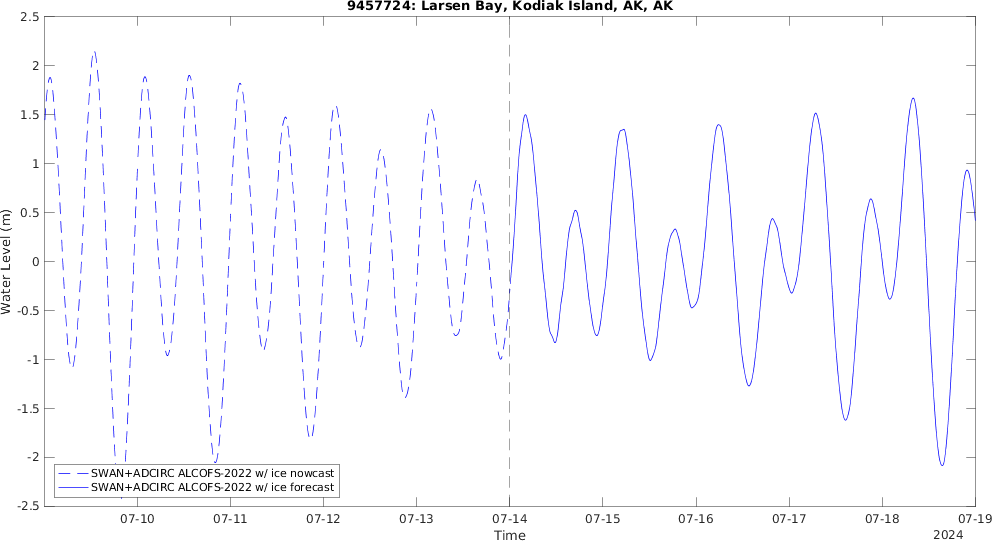 9457724: Larsen Bay, Kodiak Island, AK, AK
2.5
2
1.5
1
0.5
0
-0.5
-1
-1.5
-2
-2.5
Water Level (m)
SWAN+ADCIRC ALCOFS-2022 w/ ice nowcast
SWAN+ADCIRC ALCOFS-2022 w/ ice forecast
07-10 07-11 07-12 07-13 07-14 07-15 07-16 07-17 07-18 07-19
Time
2024